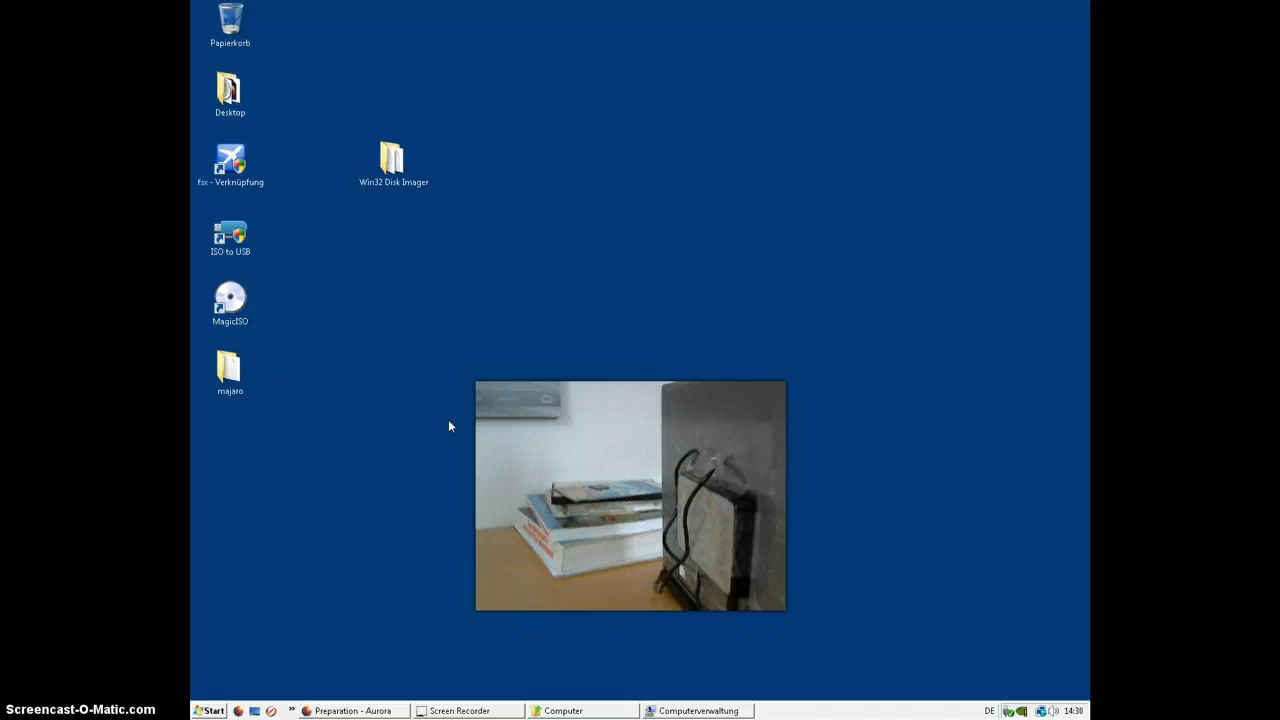 Papierkorb
Desktop
fsx - Verknüpfung
Win32 Disk Imager
ISO to USB
MagicISO
majaro
Screencast-O-Matic.com
Start
»
Preparation - Aurora
Screen Recorder
Computer
Computerverwaltung
DE
14:30